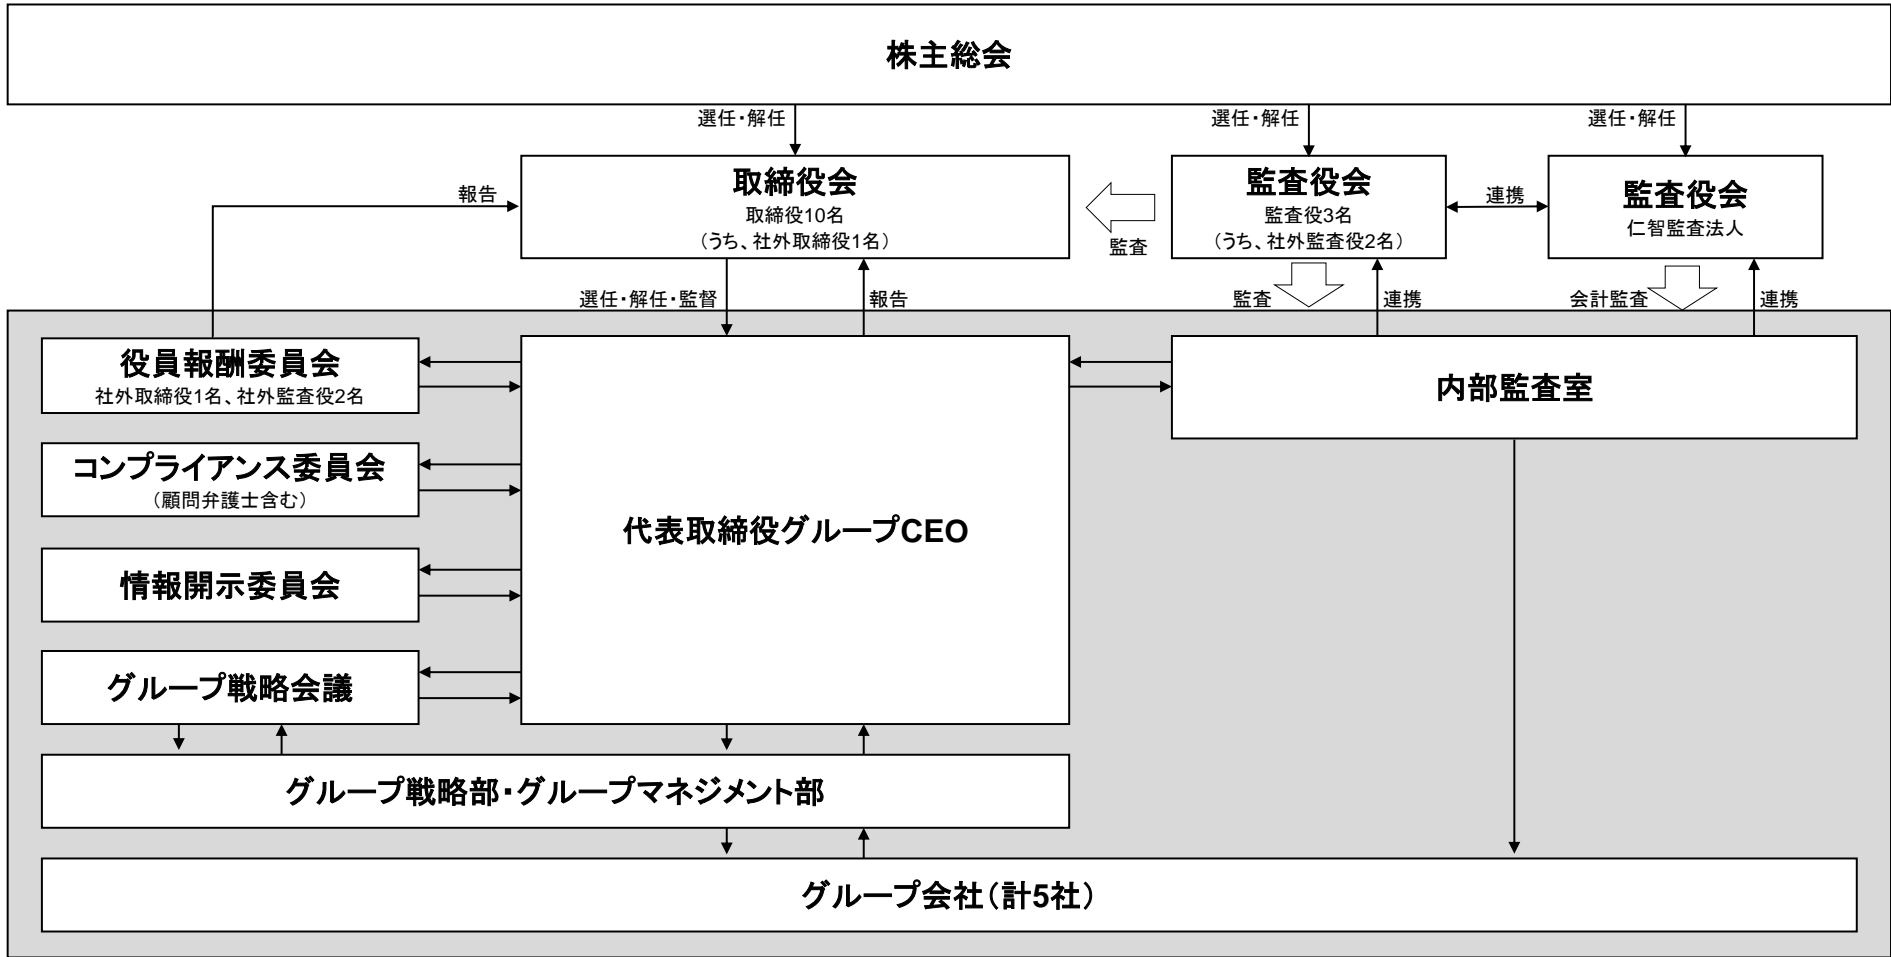 株主総会
選任・解任
選任・解任
選任・解任
取締役会
取締役10名
（うち、社外取締役1名）
監査役会
監査役3名
（うち、社外監査役2名）
監査役会
仁智監査法人
報告
監査
連携
選任・解任・監督
報告
監査
連携
会計監査
連携
役員報酬委員会
社外取締役1名、社外監査役2名
コンプライアンス委員会
（顧問弁護士含む）
情報開示委員会
グループ戦略会議
代表取締役グループCEO
内部監査室
グループ戦略部・グループマネジメント部
グループ会社（計5社）